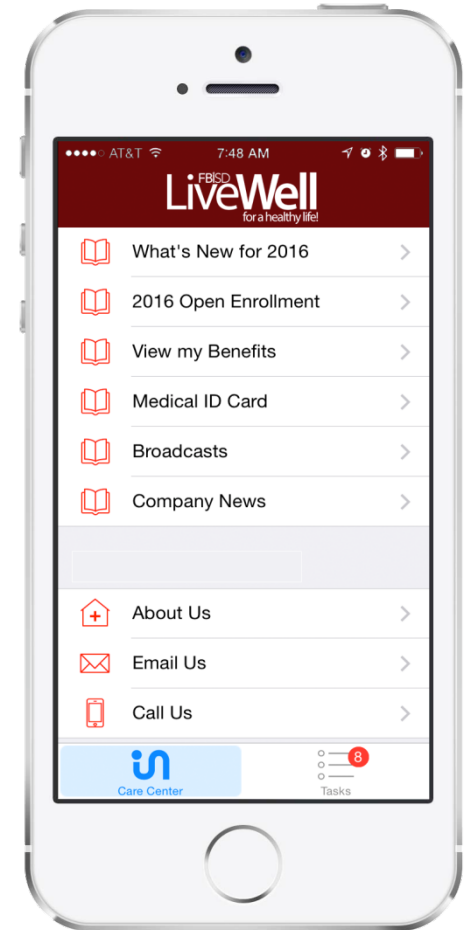 AT&T 7:48 AM
FBISD
LiveWell
for a healthy life!
What's New for 2016
2016 Open Enrollment
View my Benefits
Medical ID Card
Broadcasts
Company News
About Us
Email Us
Call Us
8
Care Center Tasks